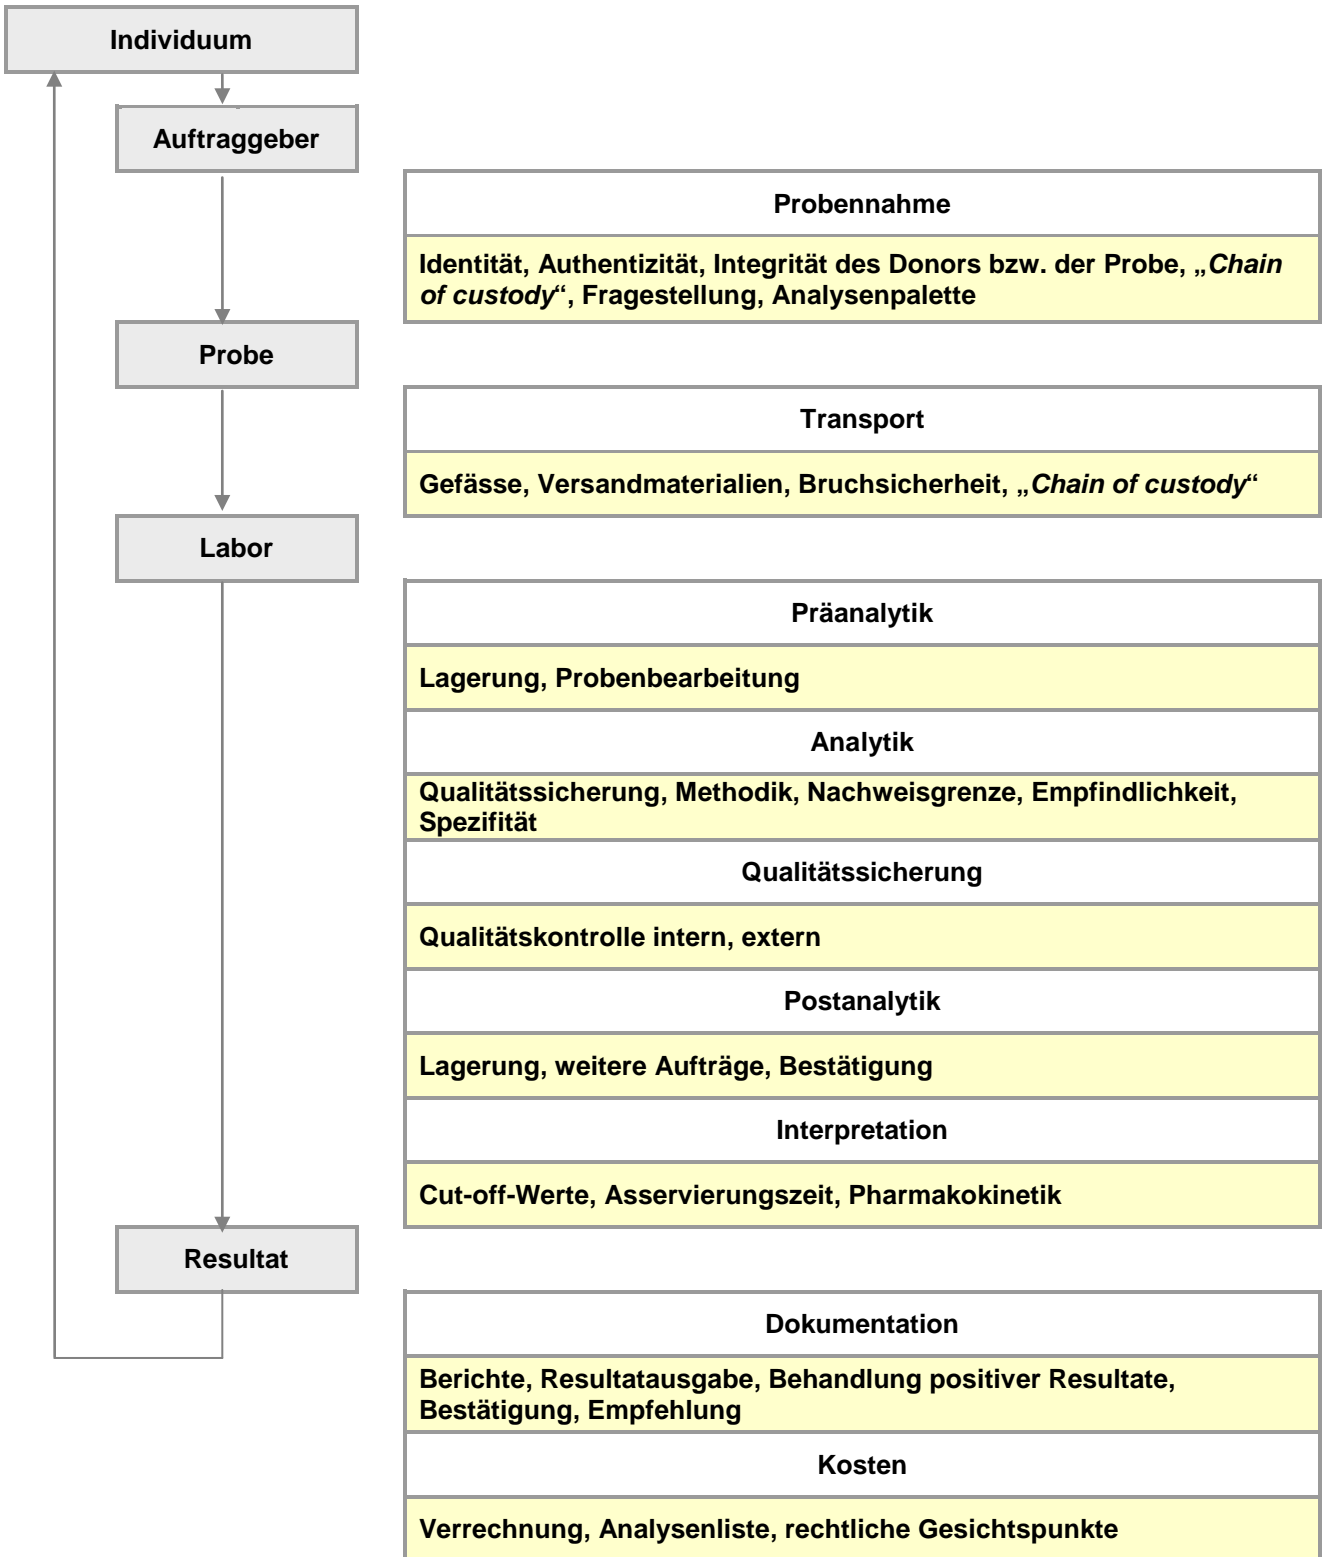 Individuum
Auftraggeber
Probennahme
Identität, Authentizität, Integrität des Donors bzw. der Probe, „Chain
of custody“, Fragestellung, Analysenpalette
Probe
Transport
Gefässe, Versandmaterialien, Bruchsicherheit, „Chain of custody“
Labor
Präanalytik
Lagerung, Probenbearbeitung
Analytik
Qualitätssicherung, Methodik, Nachweisgrenze, Empfindlichkeit,
Spezifität
Qualitätssicherung
Qualitätskontrolle intern, extern
Postanalytik
Lagerung, weitere Aufträge, Bestätigung
Interpretation
Cut-off-Werte, Asservierungszeit, Pharmakokinetik
Resultat
Dokumentation
Berichte, Resultatausgabe, Behandlung positiver Resultate,
Bestätigung, Empfehlung
Kosten
Verrechnung, Analysenliste, rechtliche Gesichtspunkte